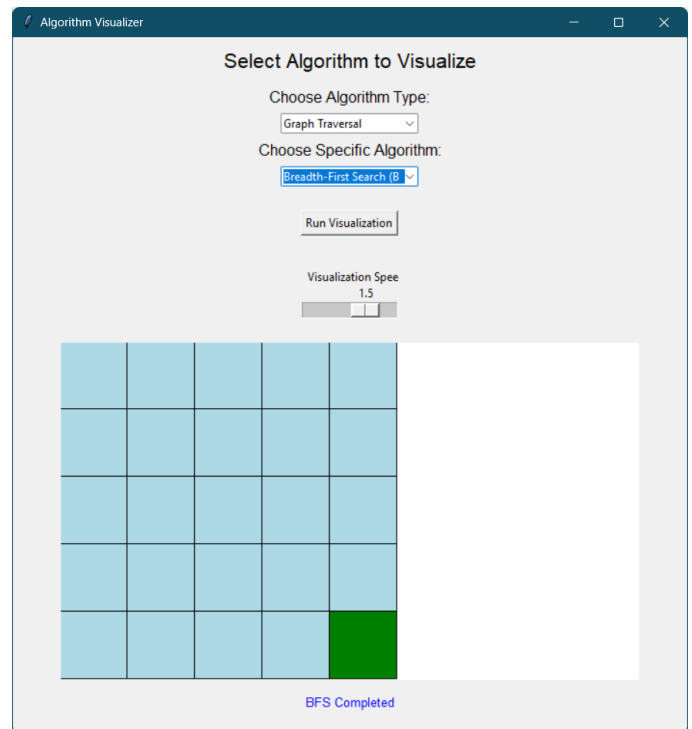 Algorithm Visualizer
Select Algorithm to Visualize
Choose Algorithm Type:
Graph Traversal
Choose Specific Algorithm:
Breadth-First Search (B
Run Visualization
Visualization Spee
1.5
BFS Completed